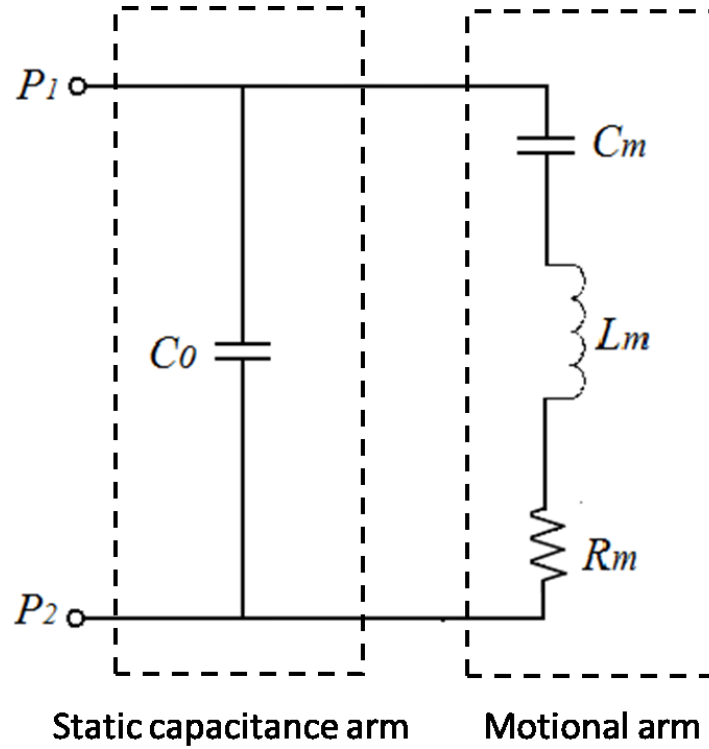 P1
Cm
C0
Lm
Rm
P2
Static capacitance arm
Motional arm